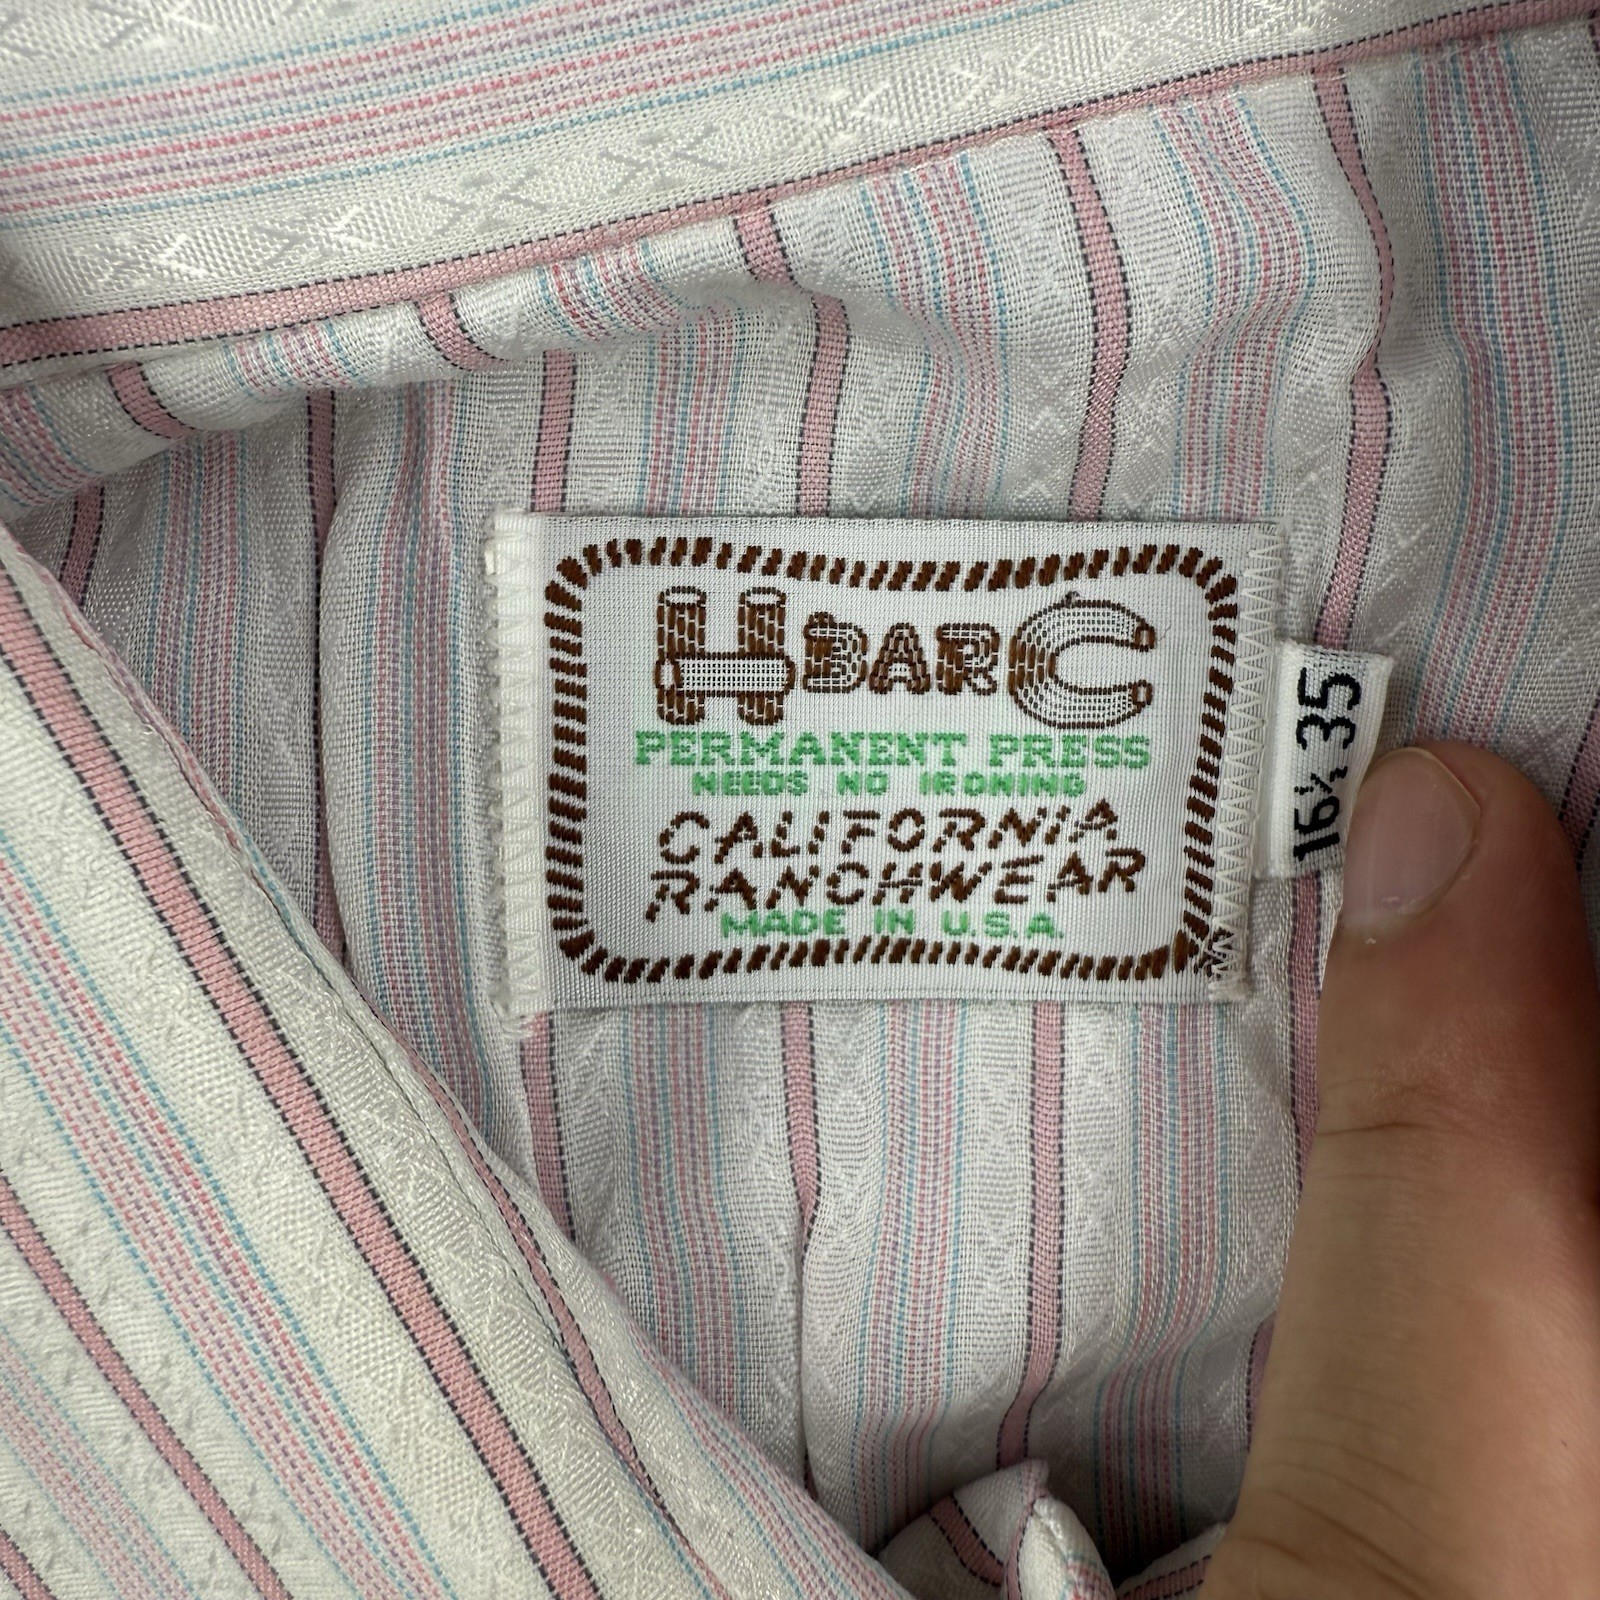 H BAR C
PERMANENT PRESS
NEEDS NO IRONING
CALIFORNIA
RANCHWEAR
MADE IN U.S.A.
16½ 35